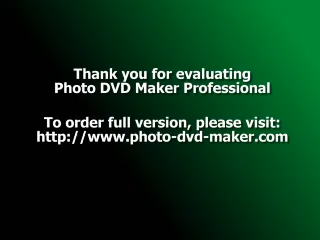 Thank you for evaluating
Photo DVD Maker Professional
To order full version, please visit:
http://www.photo-dvd-maker.com